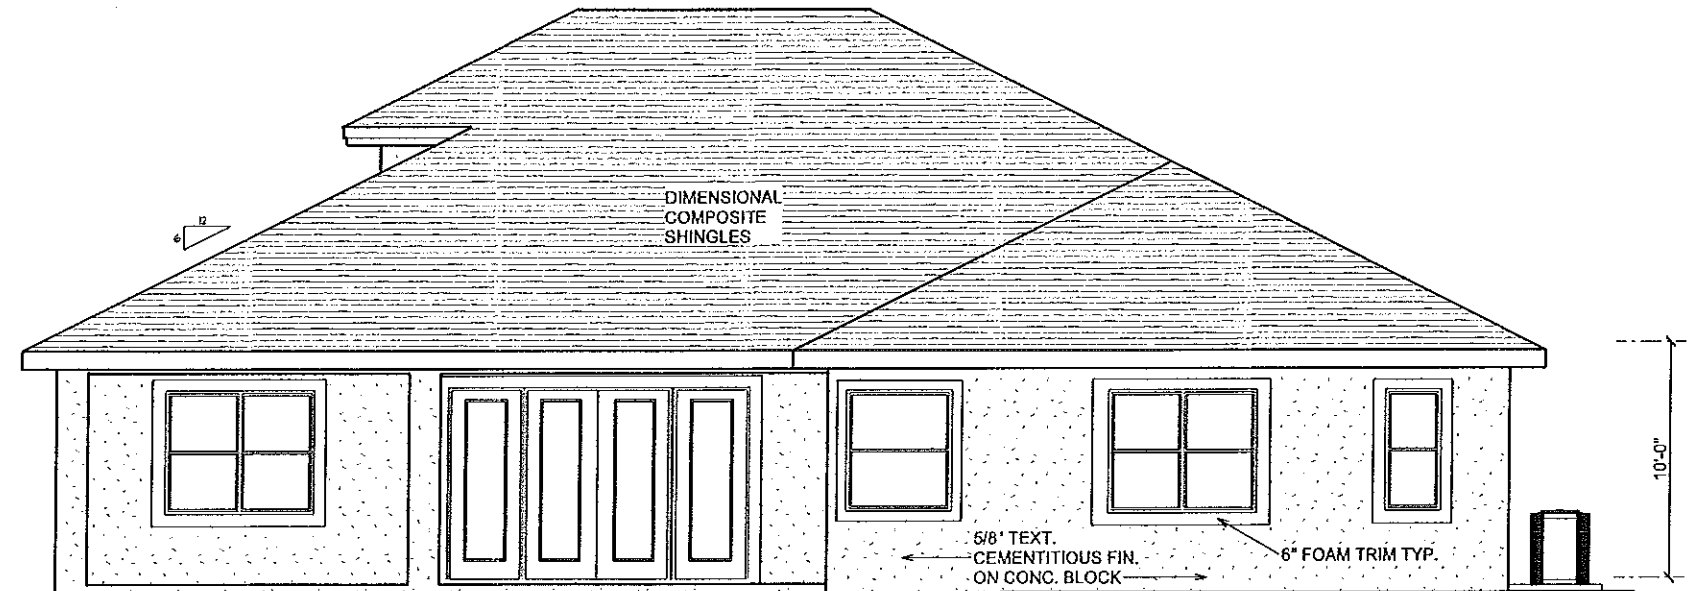 DIMENSIONAL
COMPOSITE
SHINGLES
12
6
10'-0"
5/8" TEXT.
CEMENTITIOUS FIN.
ON CONC. BLOCK
6" FOAM TRIM TYP.